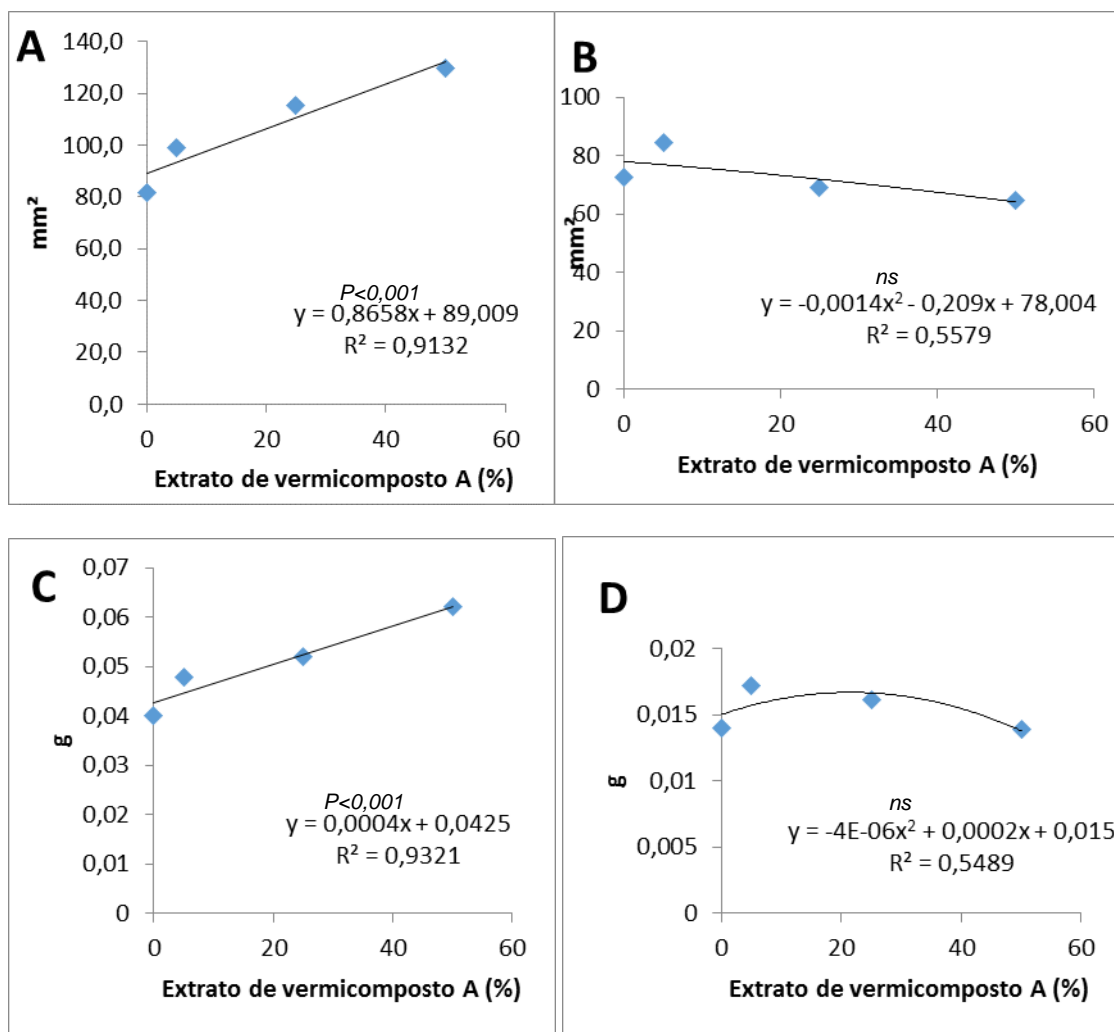 A
140,0
120,0
100,0
80,0
60,0
40,0
20,0
0,0
mm²
P<0,001
y = 0,8658x + 89,009
R² = 0,9132
0 20 40 60
Extrato de vermicomposto A (%)
B
100
80
60
40
20
0
mm²
ns
y = -0,0014x² - 0,209x + 78,004
R² = 0,5579
0 20 40 60
Extrato de vermicomposto A (%)
C
0,07
0,06
0,05
0,04
0,03
0,02
0,01
0
g
P<0,001
y = 0,0004x + 0,0425
R² = 0,9321
0 20 40 60
Extrato de vermicomposto A (%)
D
0,02
0,015
0,01
0,005
0
g
ns
y = -4E-06x² + 0,0002x + 0,015
R² = 0,5489
0 20 40 60
Extrato de vermicomposto A (%)